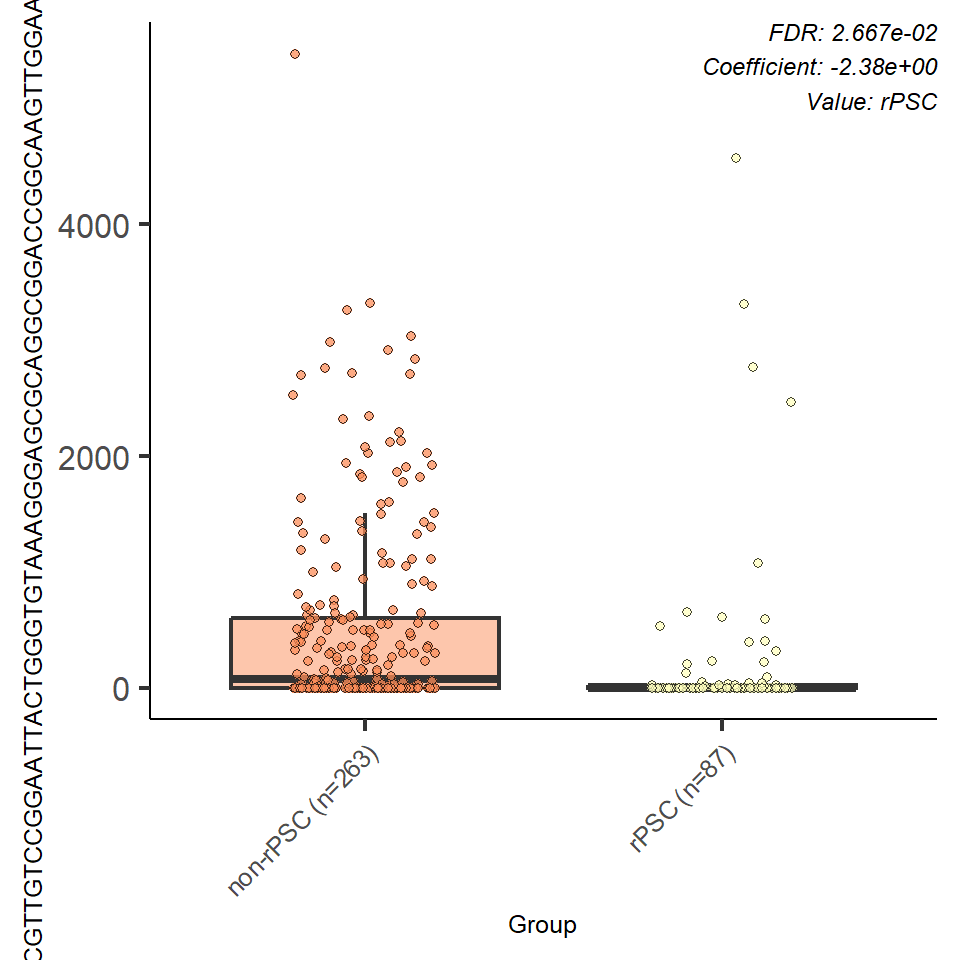 FDR: 2.667e-02
Coefficient: -2.38e+00
Value: rPSC
CGTTGTCCGGAATTACTGGGTGTAAAGGGAGCGCAGGCGGACCGGCAAGTTGGAA
4000
2000
0
non-rPSC (n=263)
rPSC (n=87)
Group